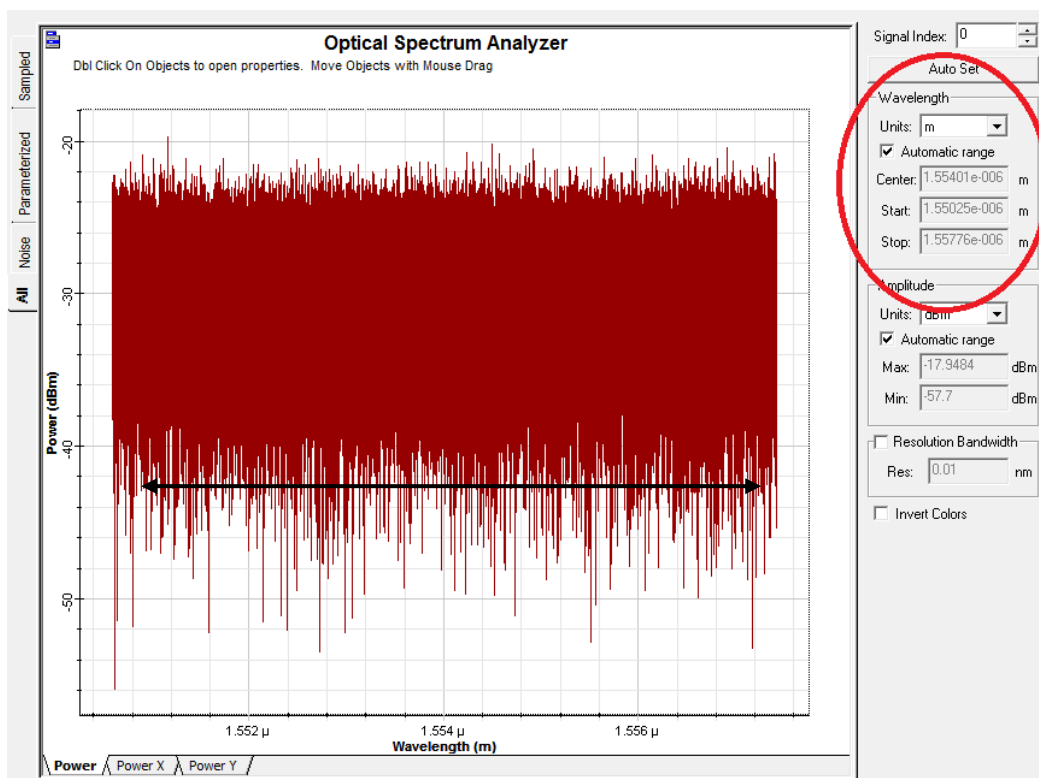 Optical Spectrum Analyzer
Dbl Click On Objects to open properties. Move Objects with Mouse Drag
Sampled
Parameterized
Noise
All
Power (dBm)
-20
-30
-40
-50
1.552 µ
1.554 µ
1.556 µ
Wavelength (m)
Power
Power X
Power Y
Signal Index: 0
Auto Set
Wavelength
Units: m
Automatic range
Center: 1.55401e-006 m
Start: 1.55025e-006 m
Stop: 1.55776e-006 m
Amplitude
Units: dBm
Automatic range
Max: -17.9484 dBm
Min: -57.7 dBm
Resolution Bandwidth
Res: 0.01 nm
Invert Colors